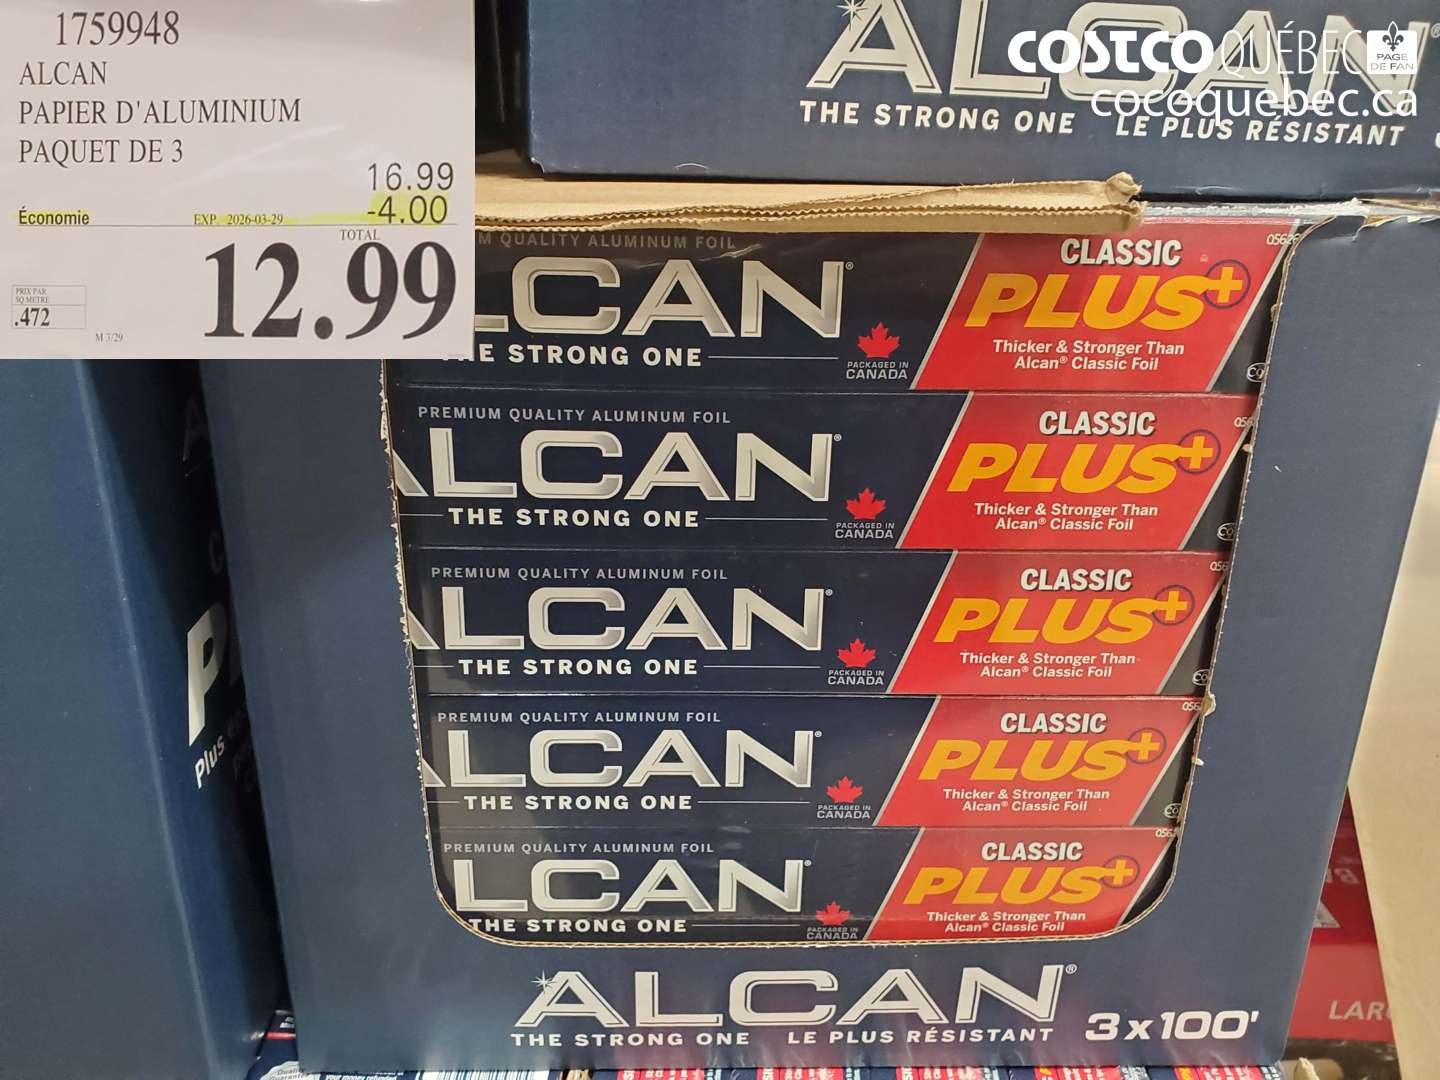 1759948
ALCAN
PAPIER D'ALUMINIUM
PAQUET DE 3
16.99
Économie EXP. 2026-03-29 -4.00
TOTAL
12.99
PRIX PAR
SQ METRE
.472
M 3/29
ALCAN
THE STRONG ONE LE PLUS RÉSISTANT
COSTCO QUÉBEC PAGE DE FAN
cocoquebec.ca
M QUALITY ALUMINUM FOIL
LCAN®
THE STRONG ONE
PACKAGED IN
CANADA
CLASSIC
PLUS+
Thicker & Stronger Than
Alcan® Classic Foil
PREMIUM QUALITY ALUMINUM FOIL
ALCAN®
THE STRONG ONE
PACKAGED IN
CANADA
CLASSIC
PLUS+
Thicker & Stronger Than
Alcan® Classic Foil
PREMIUM QUALITY ALUMINUM FOIL
ALCAN®
THE STRONG ONE
PACKAGED IN
CANADA
CLASSIC
PLUS+
Thicker & Stronger Than
Alcan® Classic Foil
PREMIUM QUALITY ALUMINUM FOIL
ALCAN®
THE STRONG ONE
PACKAGED IN
CANADA
CLASSIC
PLUS+
Thicker & Stronger Than
Alcan® Classic Foil
PREMIUM QUALITY ALUMINUM FOIL
LCAN®
THE STRONG ONE
PACKAGED IN
CANADA
CLASSIC
PLUS+
Thicker & Stronger Than
Alcan® Classic Foil
ALCAN®
THE STRONG ONE LE PLUS RÉSISTANT
3x100'
Plus
LAR